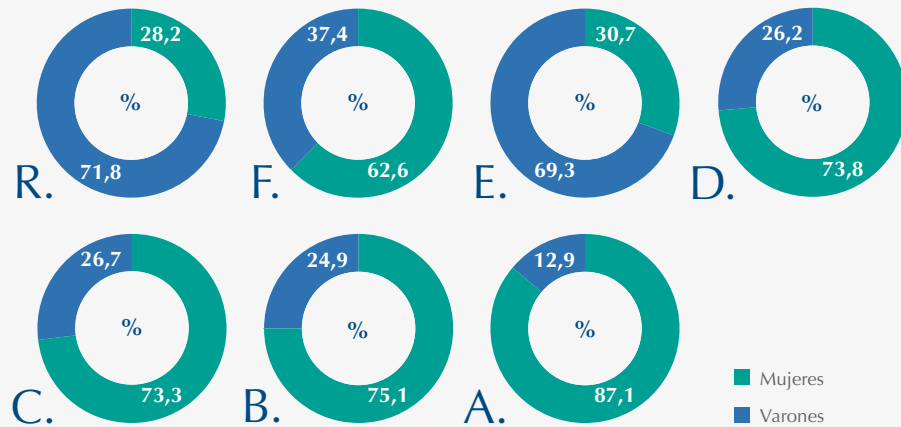 28,2
%
71,8
R.
37,4
%
62,6
F.
30,7
%
69,3
E.
26,2
%
73,8
D.
26,7
%
73,3
C.
24,9
%
75,1
B.
12,9
%
87,1
A.
Mujeres
Varones